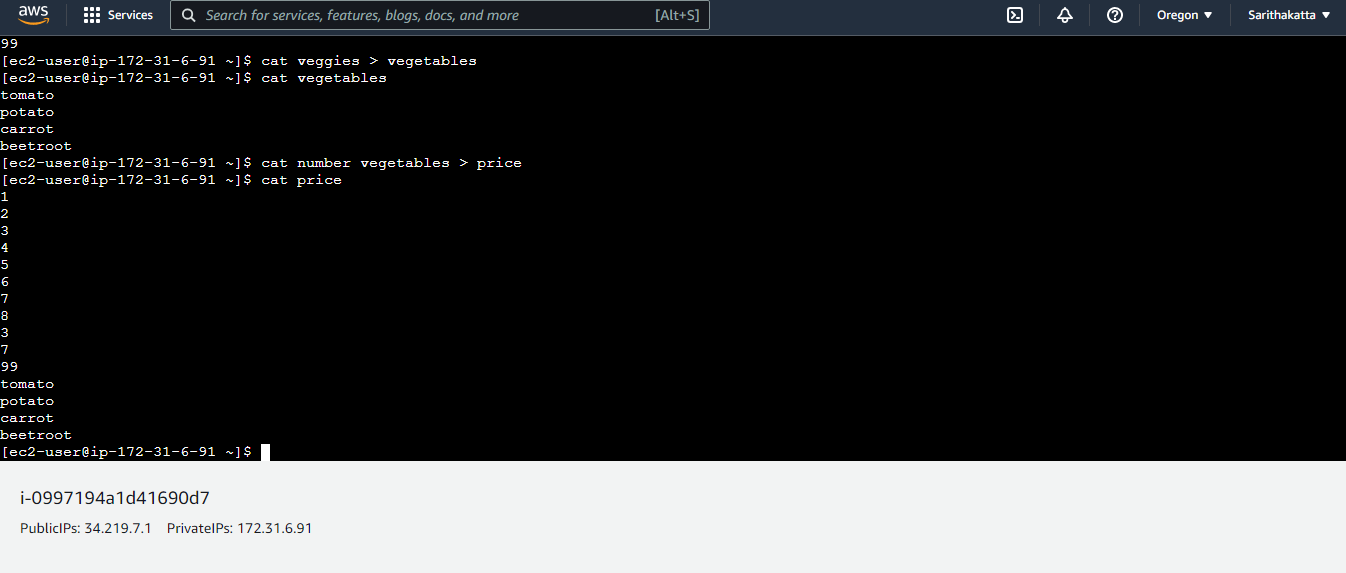 aws Services Search for services, features, blogs, docs, and more [Alt+S] Oregon Sarithakatta
99
[ec2-user@ip-172-31-6-91 ~]$ cat veggies > vegetables
[ec2-user@ip-172-31-6-91 ~]$ cat vegetables
tomato
potato
carrot
beetroot
[ec2-user@ip-172-31-6-91 ~]$ cat number vegetables > price
[ec2-user@ip-172-31-6-91 ~]$ cat price
1
2
3
4
5
6
7
8
3
7
99
tomato
potato
carrot
beetroot
[ec2-user@ip-172-31-6-91 ~]$
i-0997194a1d41690d7
PublicIPs: 34.219.7.1 PrivateIPs: 172.31.6.91